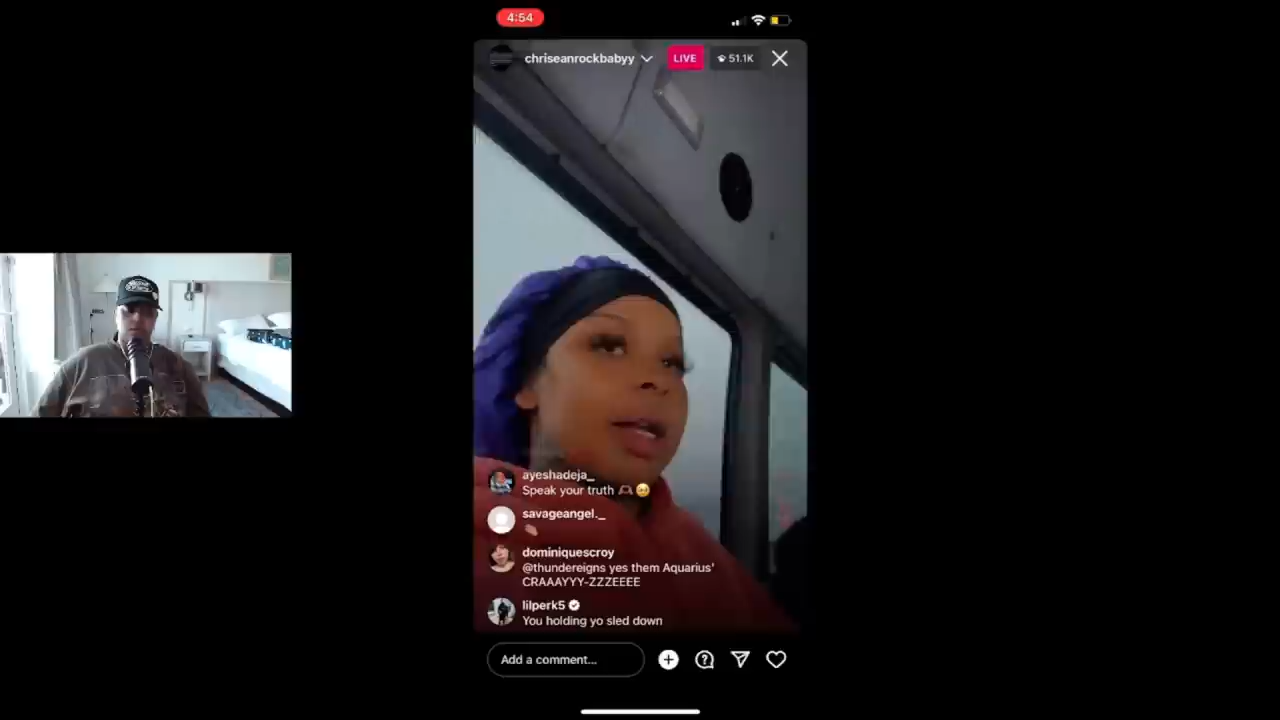 4:54
chriseanrockbabyy
LIVE
51.1K
ayeshadeja_
Speak your truth 🫶🏾🥹
savageangel._
dominiquescroy
@thundereigns yes them Aquarius'
CRAAAYYY-ZZZEEEE
lilperk5
You holding yo sled down
Add a comment...